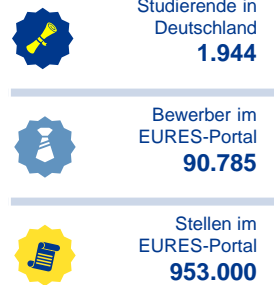 Studierende in
Deutschland
1.944
Bewerber im
EURES-Portal
90.785
Stellen im
EURES-Portal
953.000